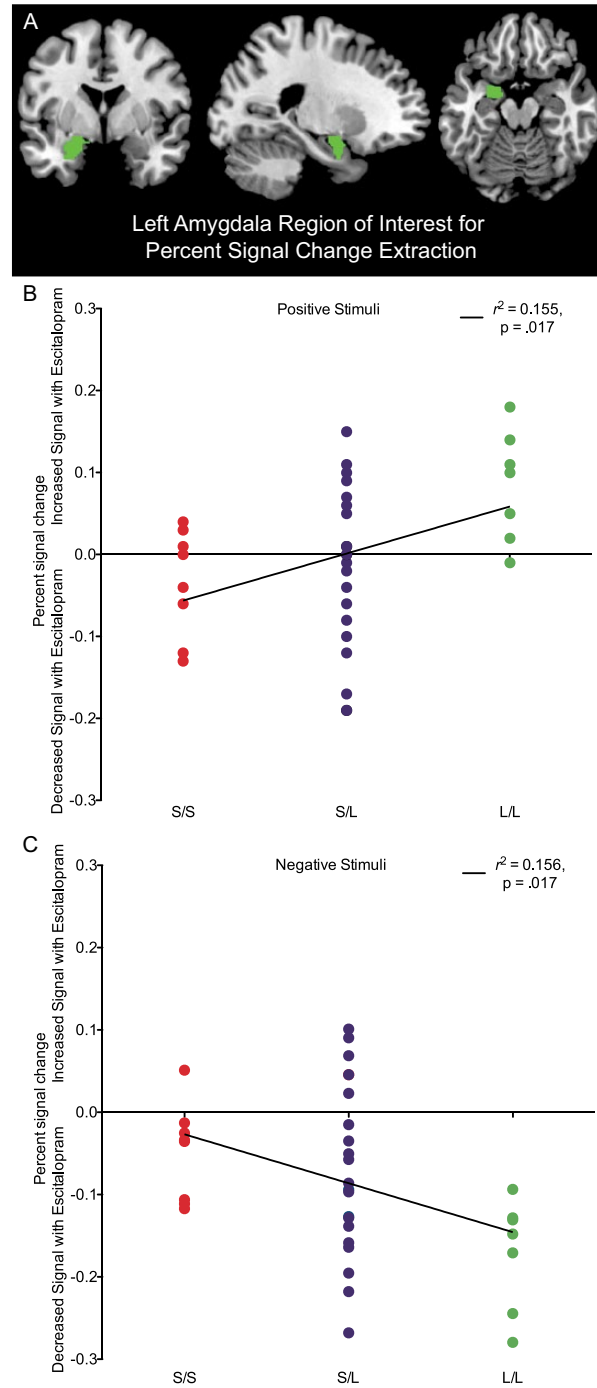 A
Left Amygdala Region of Interest for
Percent Signal Change Extraction
B
Positive Stimuli
r² = 0.155,
p = .017
Percent signal change
Increased Signal with Escitalopram
Decreased Signal with Escitalopram
0.3
0.2
0.1
0.0
-0.1
-0.2
-0.3
S/S S/L L/L
C
Negative Stimuli
r² = 0.156,
p = .017
Percent signal change
Increased Signal with Escitalopram
Decreased Signal with Escitalopram
0.3
0.2
0.1
0.0
-0.1
-0.2
-0.3
S/S S/L L/L